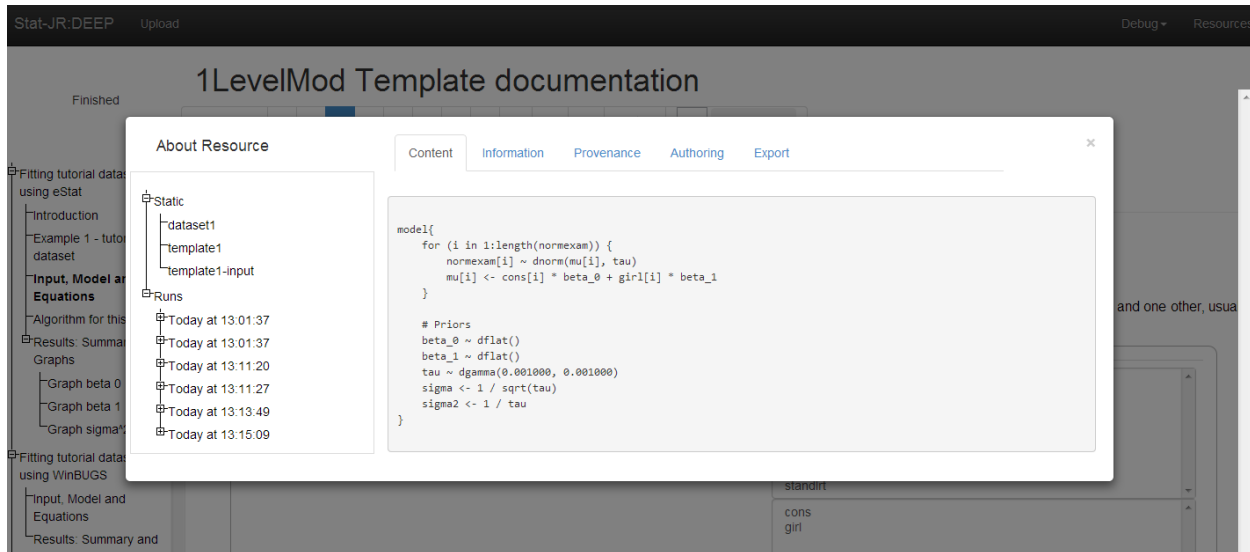 Stat-JR:DEEP Upload Debug Resources
1LevelMod Template documentation
Finished
Fitting tutorial datas
using eStat
Introduction
Example 1 - tuto
dataset
Input, Model an
Equations
Algorithm for this
Results: Summa
Graphs
Graph beta 0
Graph beta 1
Graph sigma^2
Fitting tutorial datas
using WinBUGS
Input, Model and
Equations
Results: Summary and
About Resource
Static
dataset1
template1
template1-input
Runs
Today at 13:01:37
Today at 13:01:37
Today at 13:11:20
Today at 13:11:27
Today at 13:13:49
Today at 13:15:09
Content Information Provenance Authoring Export ×
model{
for (i in 1:length(normexam)) {
normexam[i] ~ dnorm(mu[i], tau)
mu[i] <- cons[i] * beta_0 + girl[i] * beta_1
}
# Priors
beta_0 ~ dflat()
beta_1 ~ dflat()
tau ~ dgamma(0.001000, 0.001000)
sigma <- 1 / sqrt(tau)
sigma2 <- 1 / tau
}
and one other, usua
standlrt
cons
girl